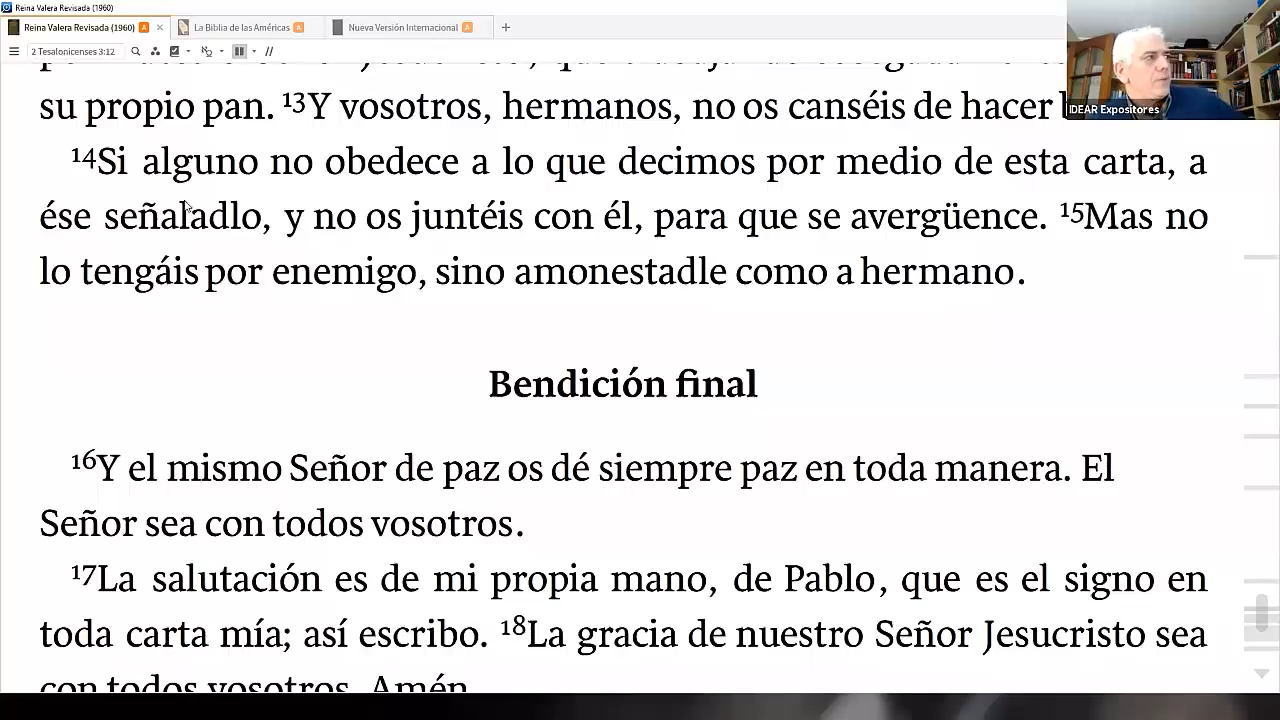 Reina Valera Revisada (1960)
Reina Valera Revisada (1960) A × La Biblia de las Américas A Nueva Versión Internacional A +
2 Tesalonicenses 3:12
IDEAR Expositores
su propio pan. 13Y vosotros, hermanos, no os canséis de hacer
14Si alguno no obedece a lo que decimos por medio de esta carta, a
ése señaladlo, y no os juntéis con él, para que se avergüence. 15Mas no
lo tengáis por enemigo, sino amonestadle como a hermano.
Bendición final
16Y el mismo Señor de paz os dé siempre paz en toda manera. El
Señor sea con todos vosotros.
17La salutación es de mi propia mano, de Pablo, que es el signo en
toda carta mía; así escribo. 18La gracia de nuestro Señor Jesucristo sea
con todos vosotros. Amén.